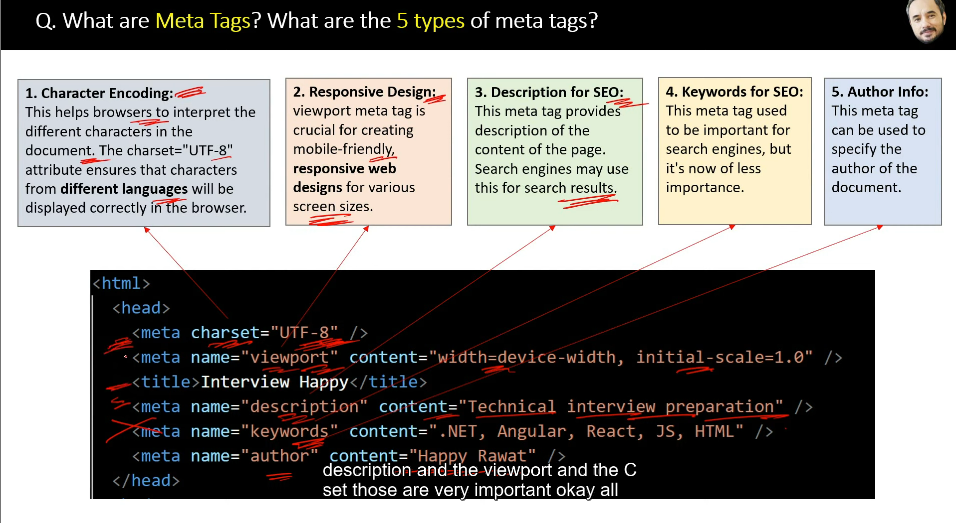 Q. What are Meta Tags? What are the 5 types of meta tags?
1. Character Encoding:
This helps browsers to interpret the
different characters in the
document. The charset="UTF-8"
attribute ensures that characters
from different languages will be
displayed correctly in the browser.
2. Responsive Design:
viewport meta tag is
crucial for creating
mobile-friendly,
responsive web
designs for various
screen sizes.
3. Description for SEO:
This meta tag provides
description of the
content of the page.
Search engines may use
this for search results.
4. Keywords for SEO:
This meta tag used
to be important for
search engines, but
it's now of less
importance.
5. Author Info:
This meta tag
can be used to
specify the
author of the
document.
<html>
<head>
<meta charset="UTF-8" />
<meta name="viewport" content="width=device-width, initial-scale=1.0" />
<title>Interview Happy</title>
<meta name="description" content="Technical interview preparation" />
<meta name="keywords" content=".NET, Angular, React, JS, HTML" />
<meta name="author" content="Happy Rawat" />
</head>
description and the viewport and the C
set those are very important okay all